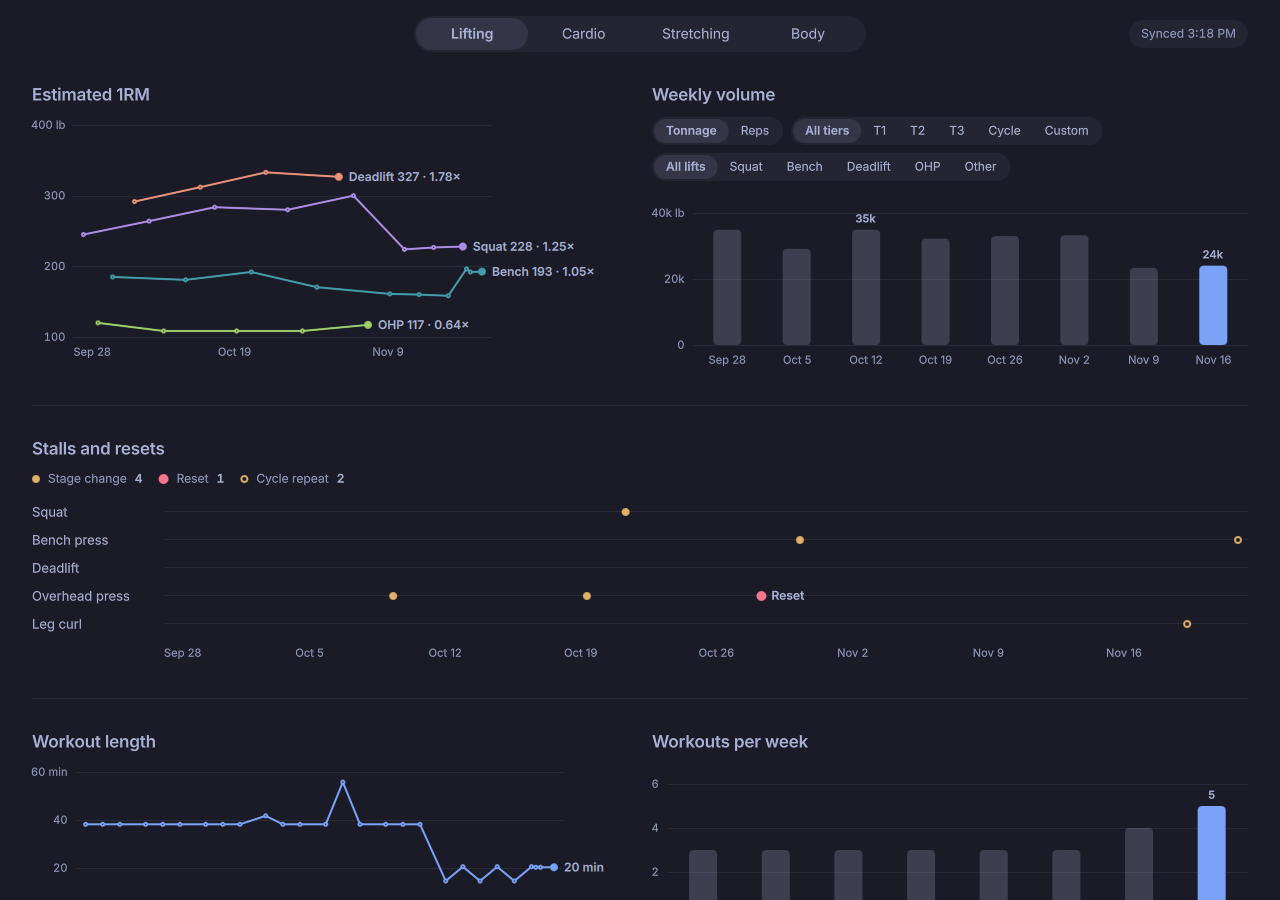 Lifting Cardio Stretching Body
Synced 3:18 PM
Estimated 1RM
400 lb
300
200
100
Deadlift 327 · 1.78×
Squat 228 · 1.25×
Bench 193 · 1.05×
OHP 117 · 0.64×
Sep 28 Oct 19 Nov 9
Weekly volume
Tonnage Reps All tiers T1 T2 T3 Cycle Custom
All lifts Squat Bench Deadlift OHP Other
40k lb
20k
0
35k
24k
Sep 28 Oct 5 Oct 12 Oct 19 Oct 26 Nov 2 Nov 9 Nov 16
Stalls and resets
Stage change 4 Reset 1 Cycle repeat 2
Squat
Bench press
Deadlift
Overhead press
Reset
Leg curl
Sep 28 Oct 5 Oct 12 Oct 19 Oct 26 Nov 2 Nov 9 Nov 16
Workout length
60 min
40
20
20 min
Workouts per week
6
4
2
5